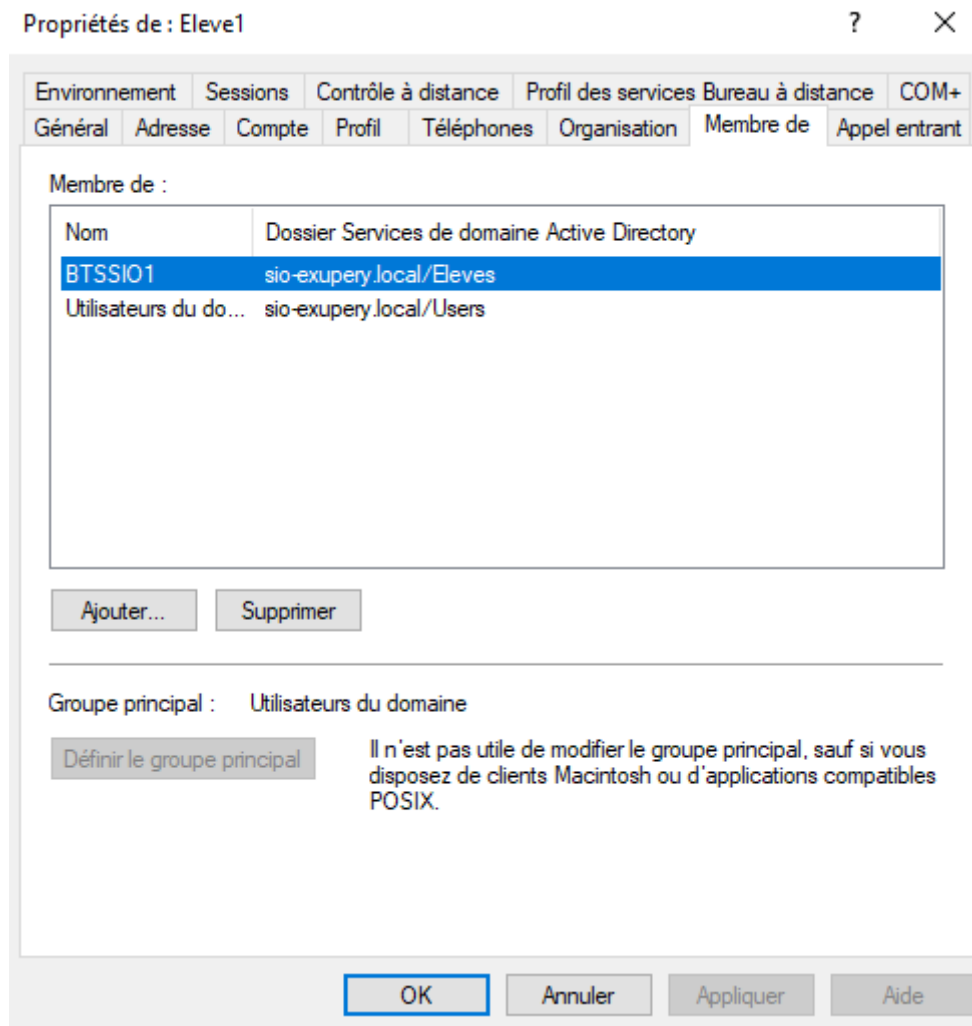 Propriétés de : Eleve1 ? ×
Environnement Sessions Contrôle à distance Profil des services Bureau à distance COM+
Général Adresse Compte Profil Téléphones Organisation Membre de Appel entrant
Membre de :
Nom Dossier Services de domaine Active Directory
BTSSIO1 sio-exupery.local/Eleves
Utilisateurs du do... sio-exupery.local/Users
Ajouter... Supprimer
Groupe principal : Utilisateurs du domaine
Définir le groupe principal
Il n'est pas utile de modifier le groupe principal, sauf si vous
disposez de clients Macintosh ou d'applications compatibles
POSIX.
OK Annuler Appliquer Aide